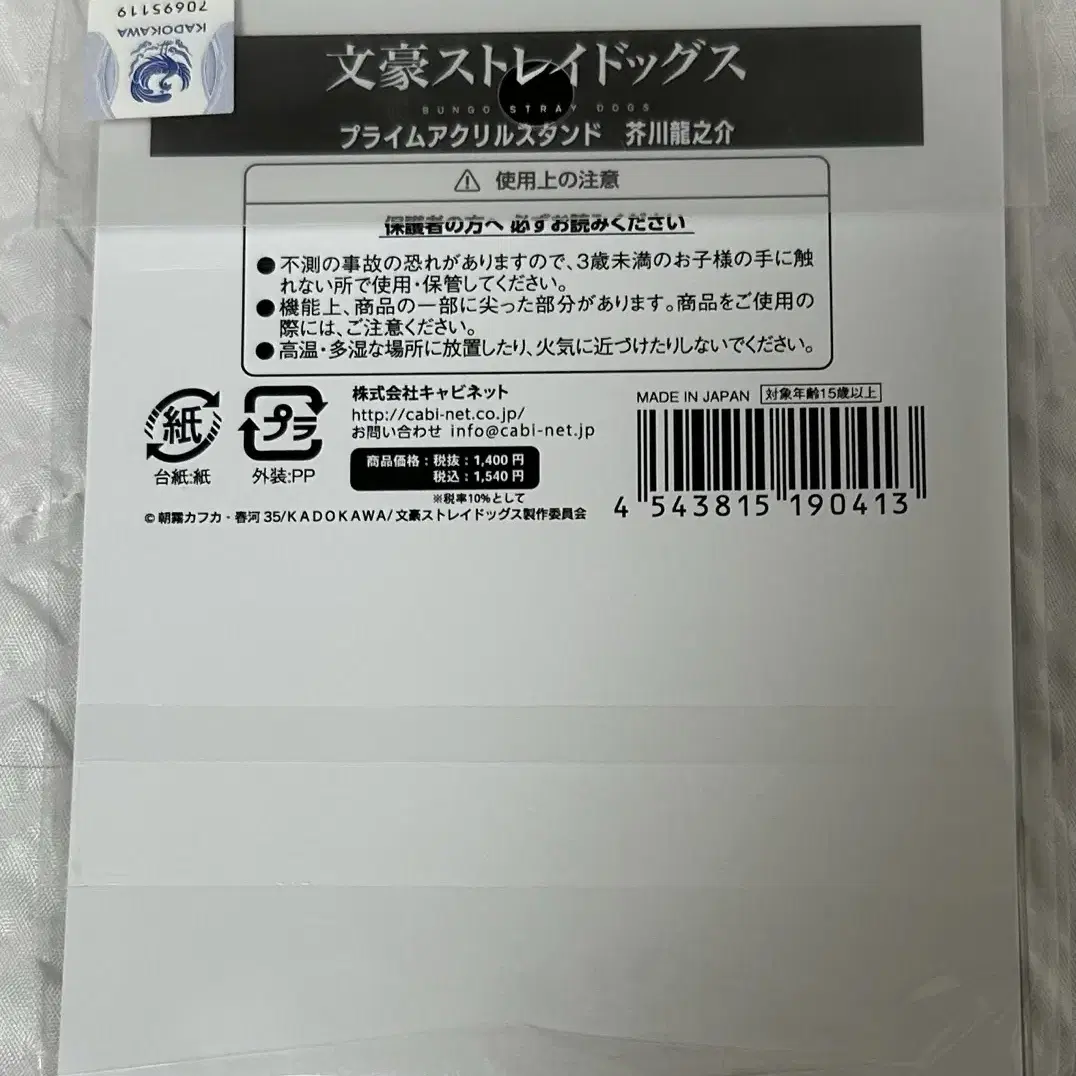 70695119
KADOKAWA
文豪ストレイドッグス
BUNGO STRAY DOGS
プライムアクリルスタンド 芥川龍之介
使用上の注意
保護者の方へ 必ずお読みください
●不測の事故の恐れがありますので、3歳未満のお子様の手に触
れない所で使用・保管してください。
●機能上、商品の一部に尖った部分があります。商品をご使用の
際には、ご注意ください。
●高温・多湿な場所に放置したり、火気に近づけたりしないでください。
紙
台紙:紙
プラ
外装:PP
株式会社キャビネット
http://cabi-net.co.jp/
お問い合わせ info@cabi-net.jp
商品価格:税抜:1,400円
税込:1,540円
※税率10%として
©朝霧カフカ・春河35/KADOKAWA/文豪ストレイドッグス製作委員会
MADE IN JAPAN 対象年齢15歳以上
4 543815 190413